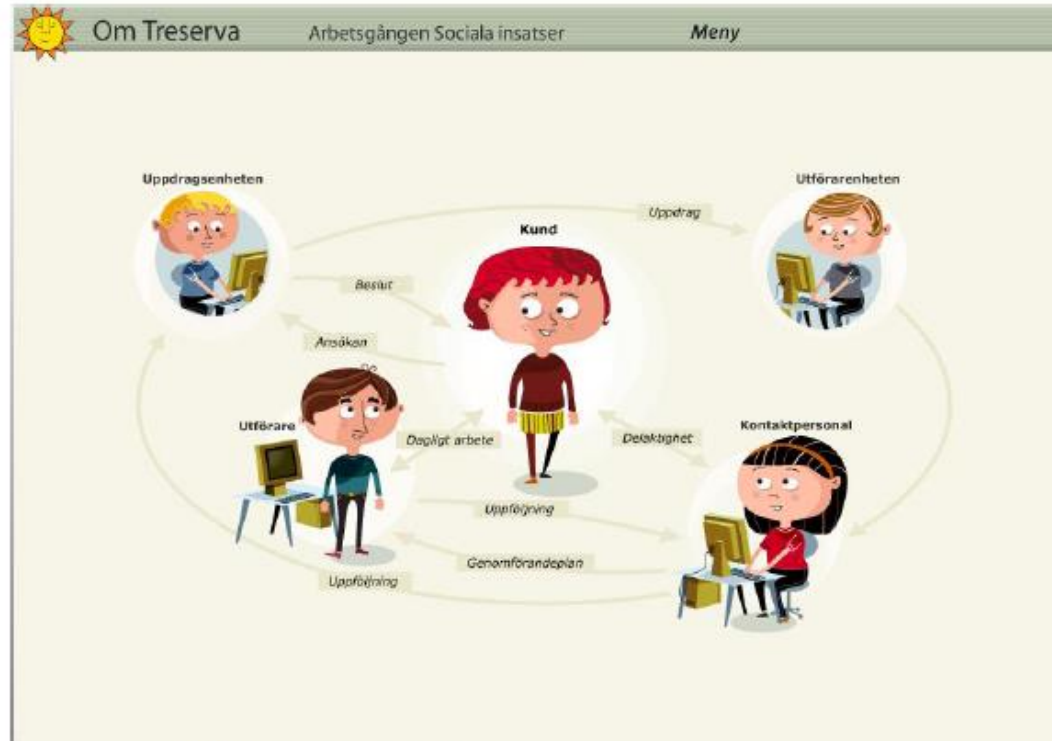 Om Treserva Arbetsgången Sociala insatser Meny
Uppdragsenheten
Utförarenheten
Uppdrag
Kund
Beslut
Ansökan
Utförare
Dagligt arbete
Delaktighet
Kontaktpersonal
Uppföljning
Genomförandeplan
Uppföljning